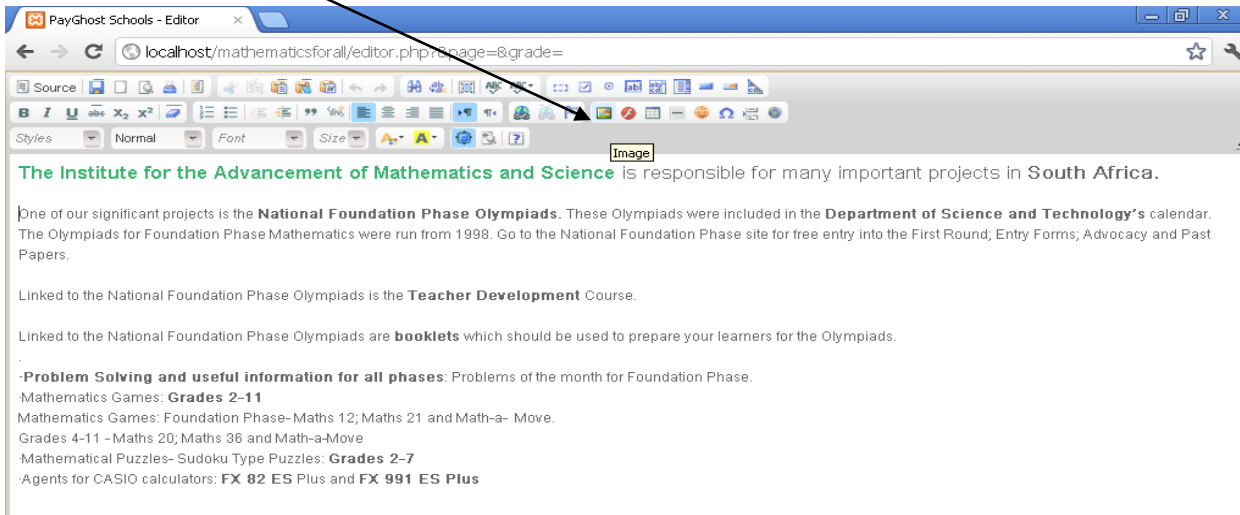 PayGhost Schools - Editor
localhost/mathematicsforall/editor.php?&page=&grade=
Source
B I U abc X₂ X²
Styles Normal Font Size
Image
The Institute for the Advancement of Mathematics and Science is responsible for many important projects in South Africa.
One of our significant projects is the National Foundation Phase Olympiads. These Olympiads were included in the Department of Science and Technology's calendar.
The Olympiads for Foundation Phase Mathematics were run from 1998. Go to the National Foundation Phase site for free entry into the First Round; Entry Forms; Advocacy and Past
Papers.
Linked to the National Foundation Phase Olympiads is the Teacher Development Course.
Linked to the National Foundation Phase Olympiads are booklets which should be used to prepare your learners for the Olympiads.
.
·Problem Solving and useful information for all phases: Problems of the month for Foundation Phase.
·Mathematics Games: Grades 2-11
Mathematics Games: Foundation Phase- Maths 12; Maths 21 and Math-a- Move.
Grades 4-11 - Maths 20; Maths 36 and Math-a-Move
·Mathematical Puzzles- Sudoku Type Puzzles: Grades 2-7
·Agents for CASIO calculators: FX 82 ES Plus and FX 991 ES Plus